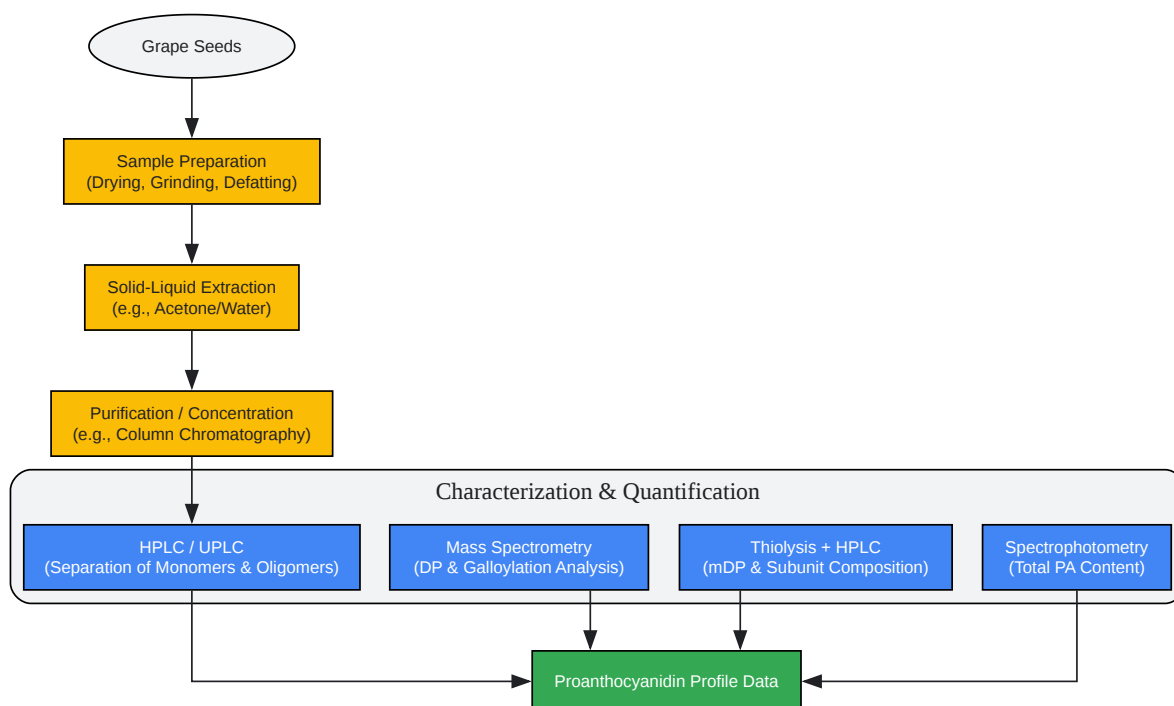 Grape Seeds
Sample Preparation
(Drying, Grinding, Defatting)
Solid-Liquid Extraction
(e.g., Acetone/Water)
Purification / Concentration
(e.g., Column Chromatography)
Characterization & Quantification
HPLC / UPLC
(Separation of Monomers & Oligomers)
Mass Spectrometry
(DP & Galloylation Analysis)
Thiolysis + HPLC
(mDP & Subunit Composition)
Spectrophotometry
(Total PA Content)
Proanthocyanidin Profile Data